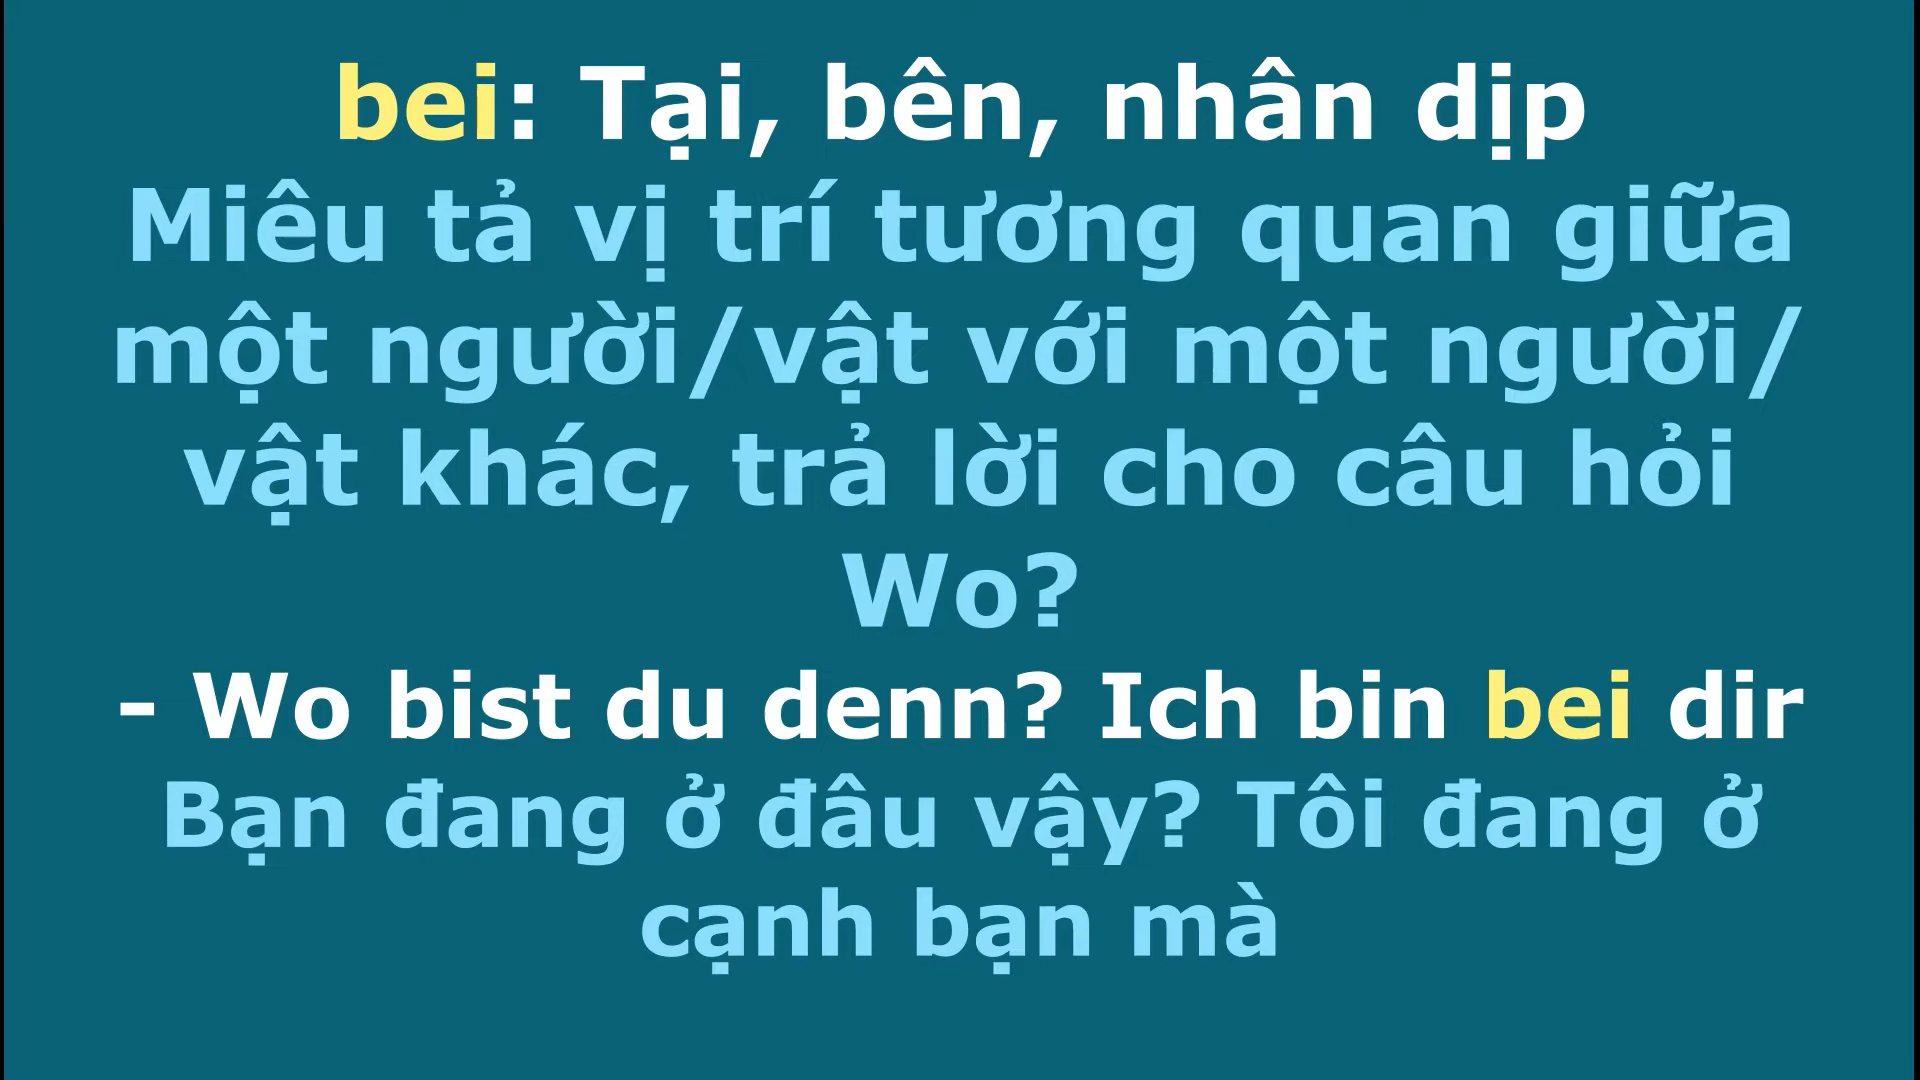 bei: Tại, bên, nhân dịp
Miêu tả vị trí tương quan giữa
một người/vật với một người/
vật khác, trả lời cho câu hỏi
Wo?
- Wo bist du denn? Ich bin bei dir
Bạn đang ở đâu vậy? Tôi đang ở
cạnh bạn mà